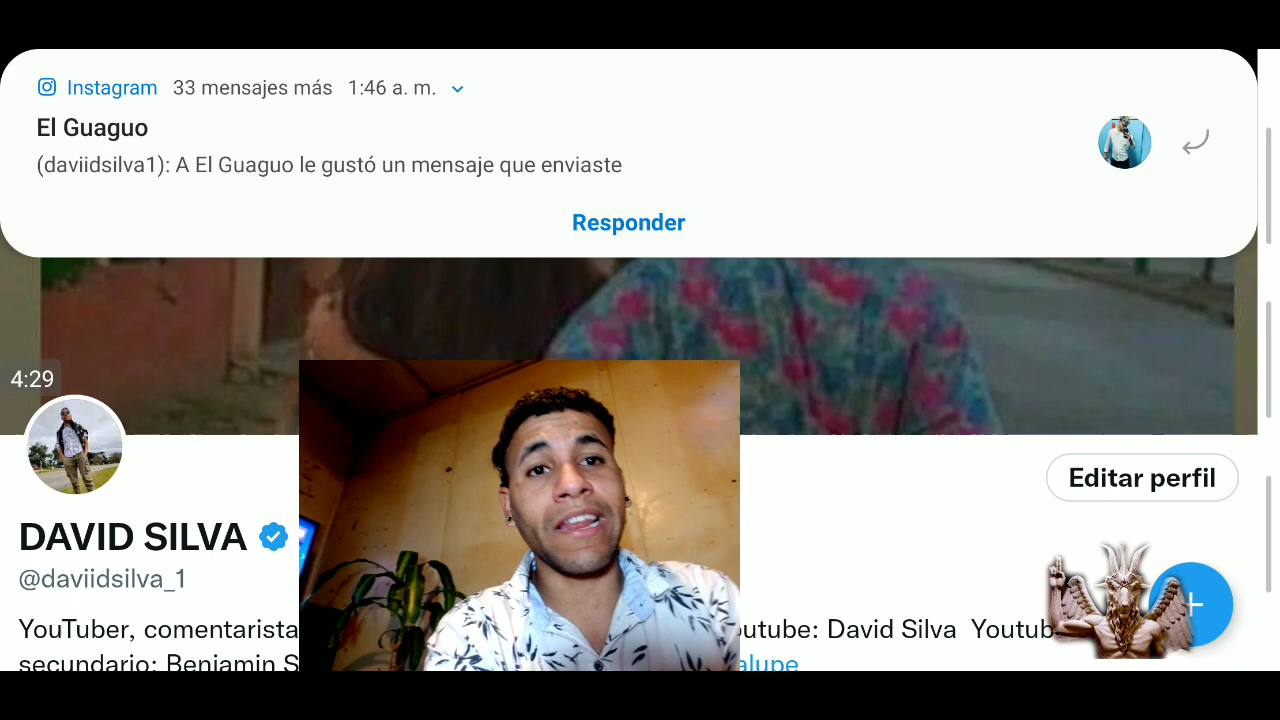 Instagram 33 mensajes más 1:46 a. m.
El Guaguo
(daviidsilva1): A El Guaguo le gustó un mensaje que enviaste
Responder
4:29
Editar perfil
DAVID SILVA
@daviidsilva_1
YouTuber, comentarista outube: David Silva Youtub
secundario: Benjamin S alupe